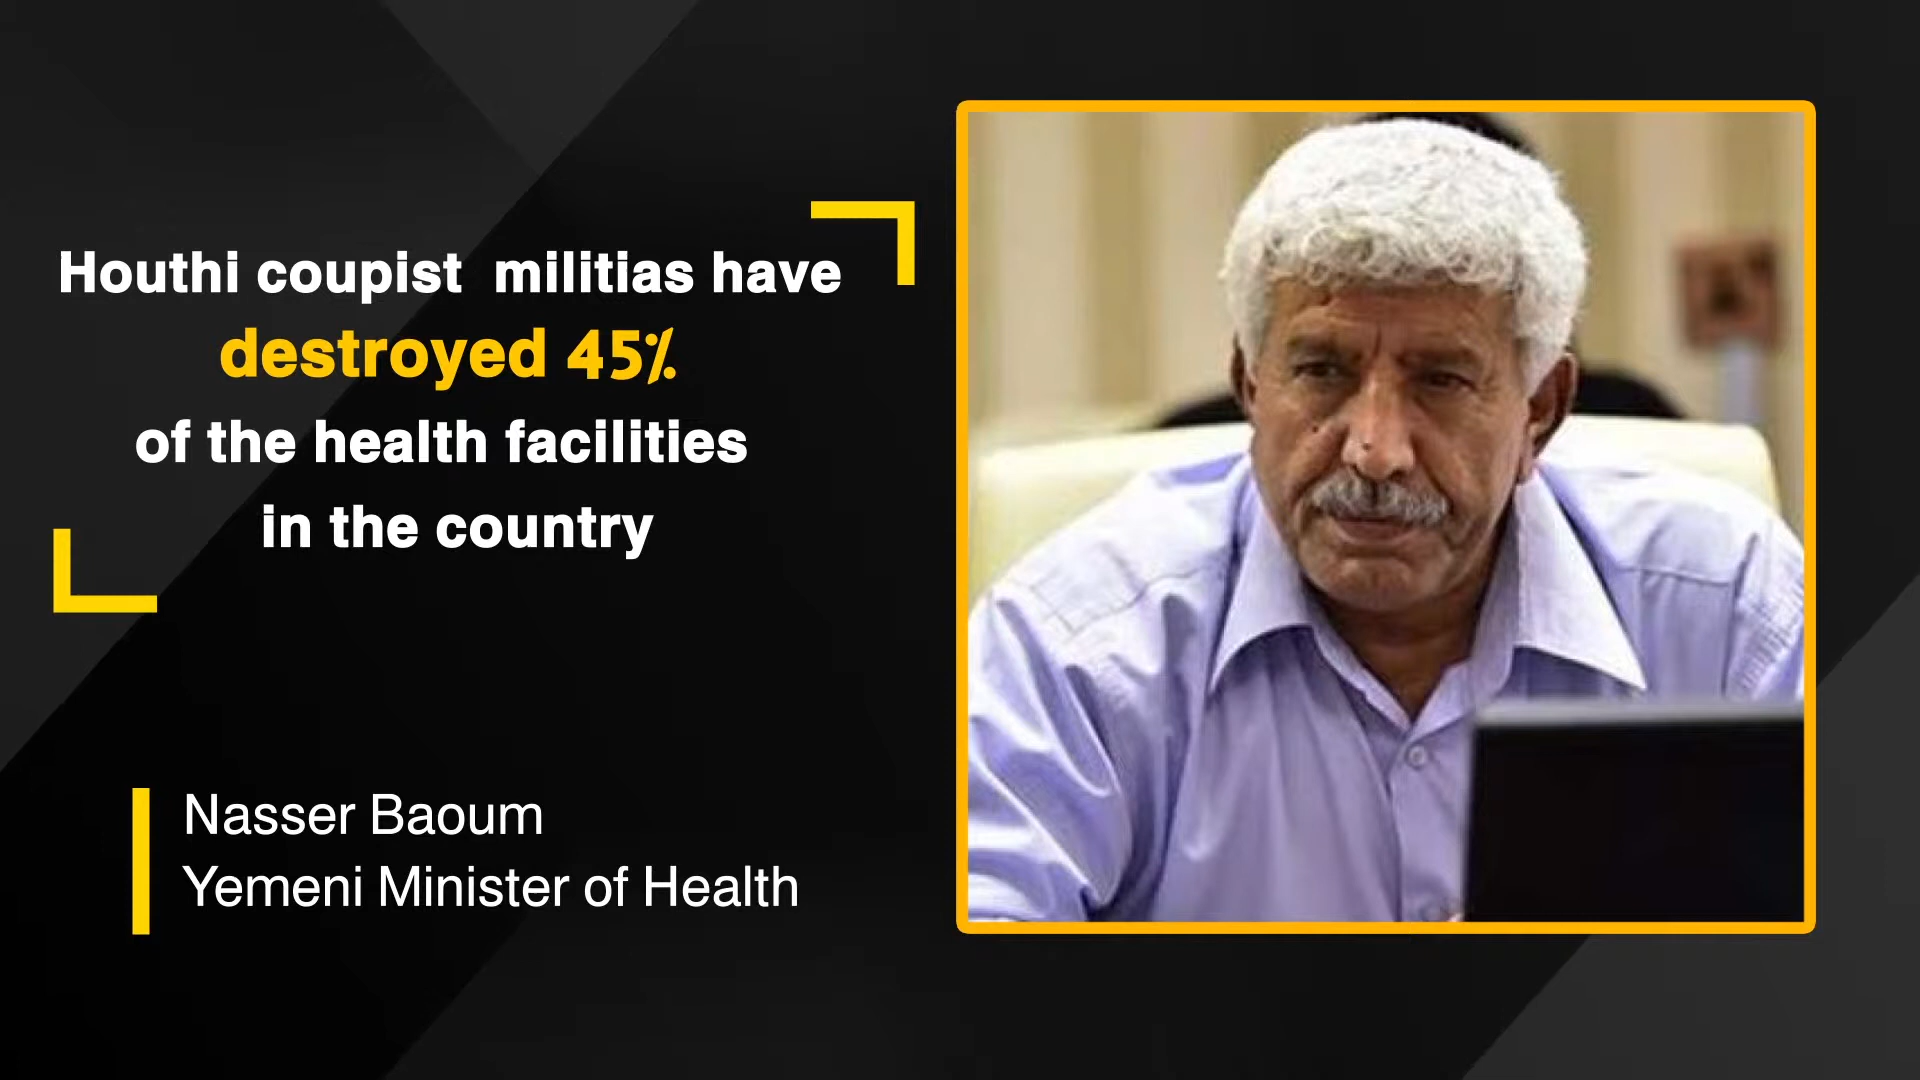 Houthi coupist  militias have
destroyed 45%
of the health facilities
in the country
Nasser Baoum
Yemeni Minister of Health